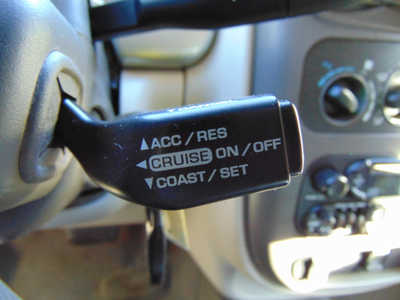 ▲ACC / RES
◀CRUISE ON / OFF
▼COAST / SET